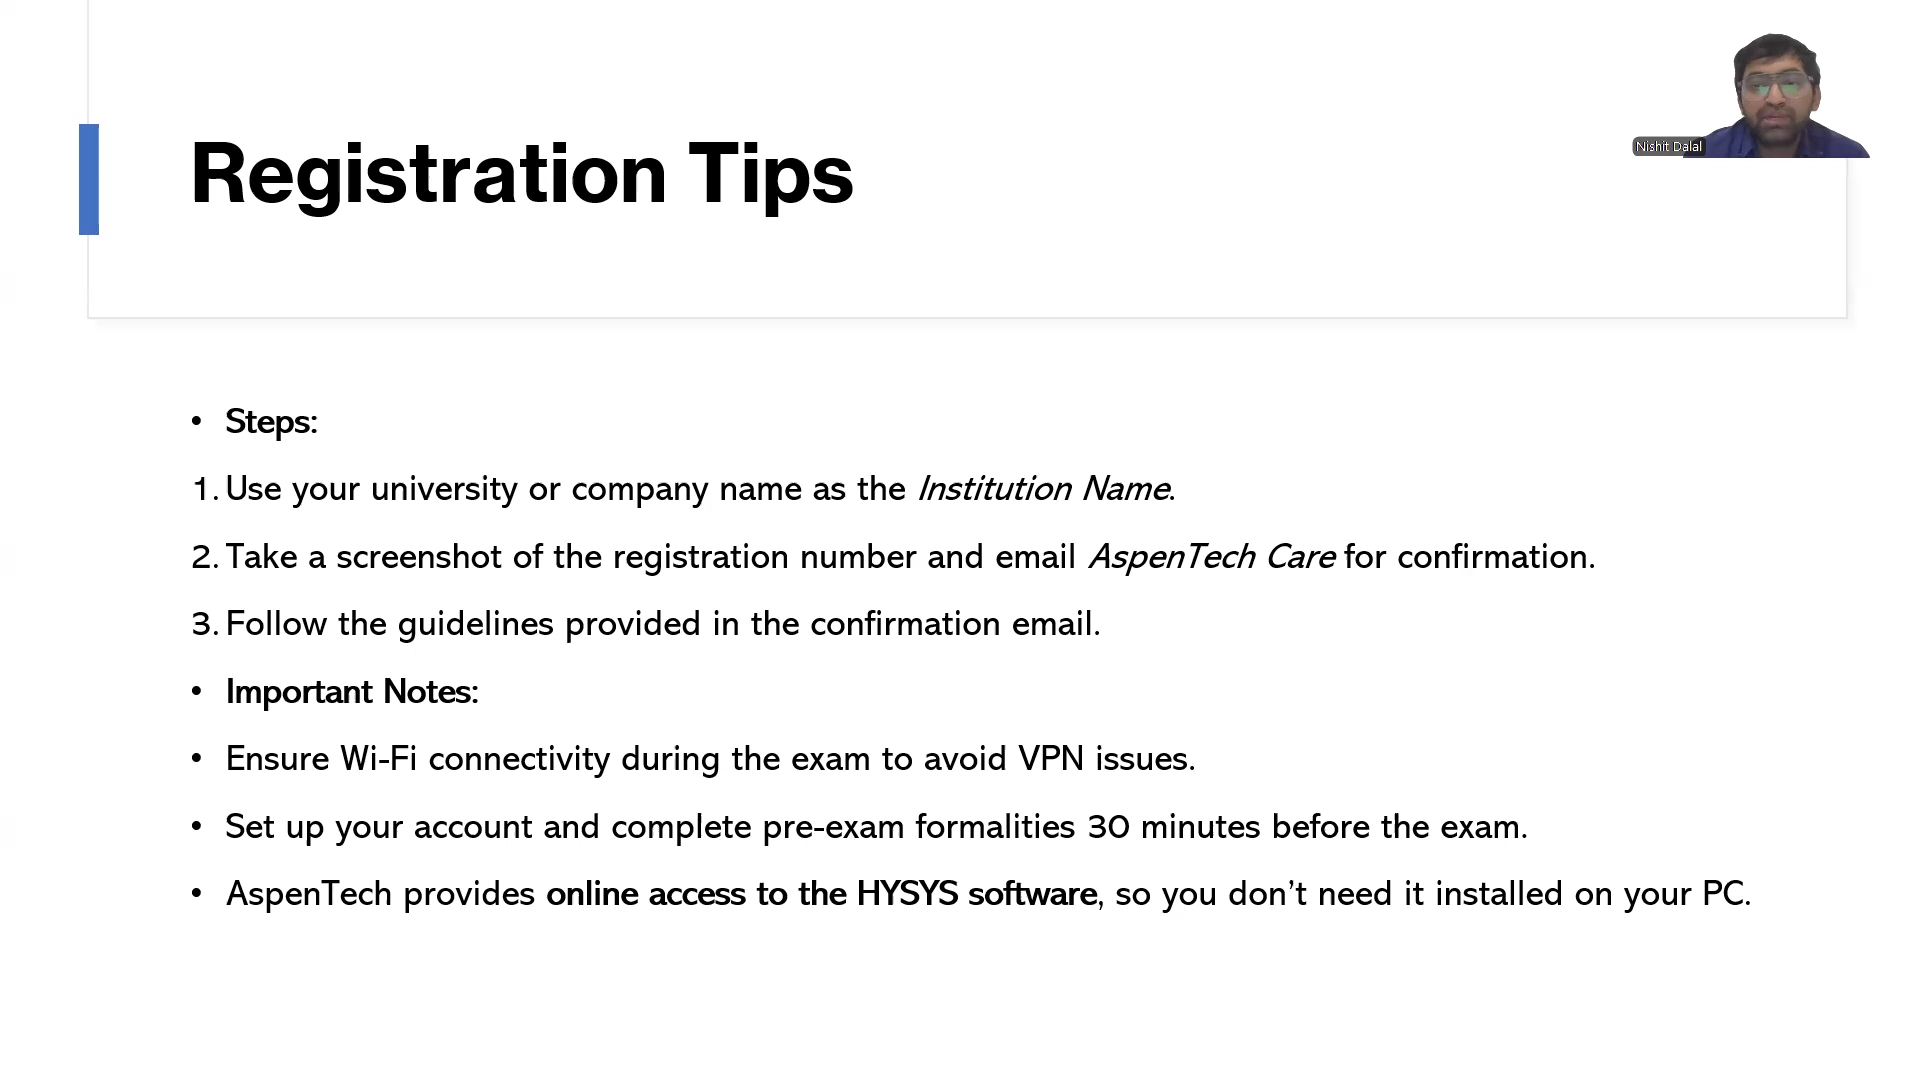 Registration Tips
Nishit Dalal
• Steps:
1. Use your university or company name as the Institution Name.
2. Take a screenshot of the registration number and email AspenTech Care for confirmation.
3. Follow the guidelines provided in the confirmation email.
• Important Notes:
• Ensure Wi-Fi connectivity during the exam to avoid VPN issues.
• Set up your account and complete pre-exam formalities 30 minutes before the exam.
• AspenTech provides online access to the HYSYS software, so you don’t need it installed on your PC.